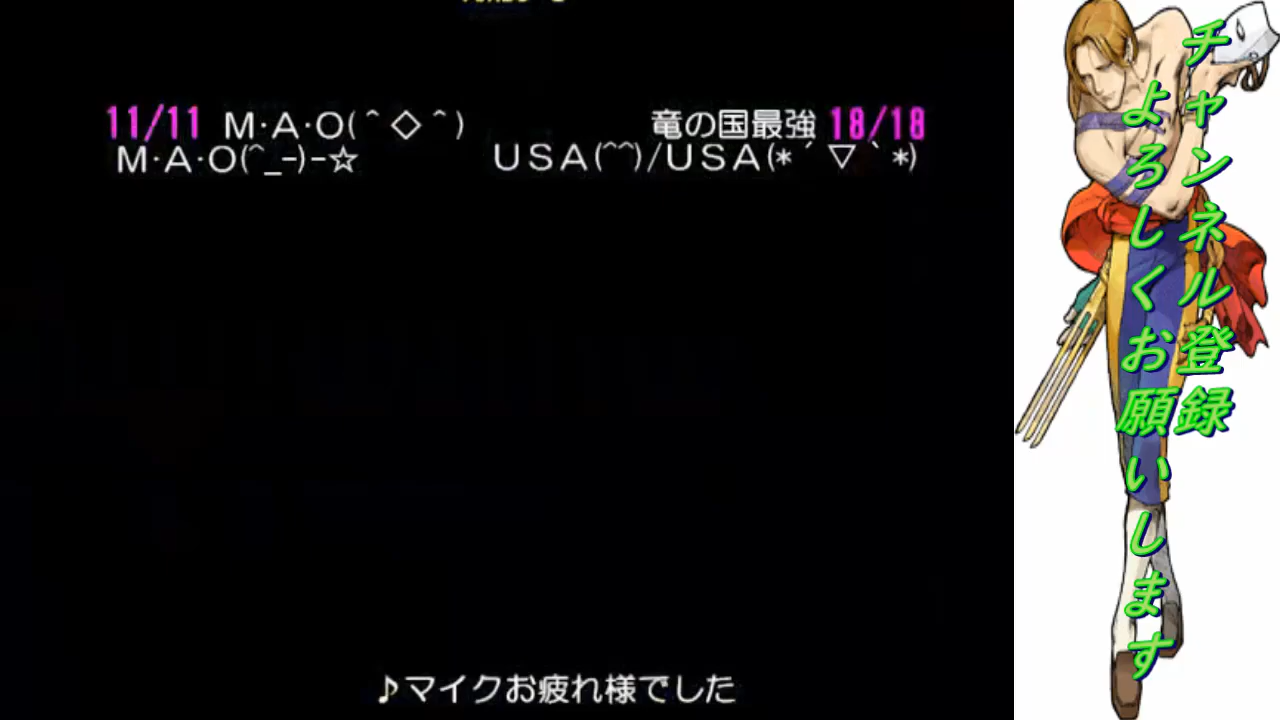 11/11 M·A·O(＾◇＾)
竜の国最強 18/18
M·A·O(^_-)-☆
USA(^^)/USA(*´▽｀*)
♪マイクお疲れ様でした
チャンネル登録
よろしくお願いします